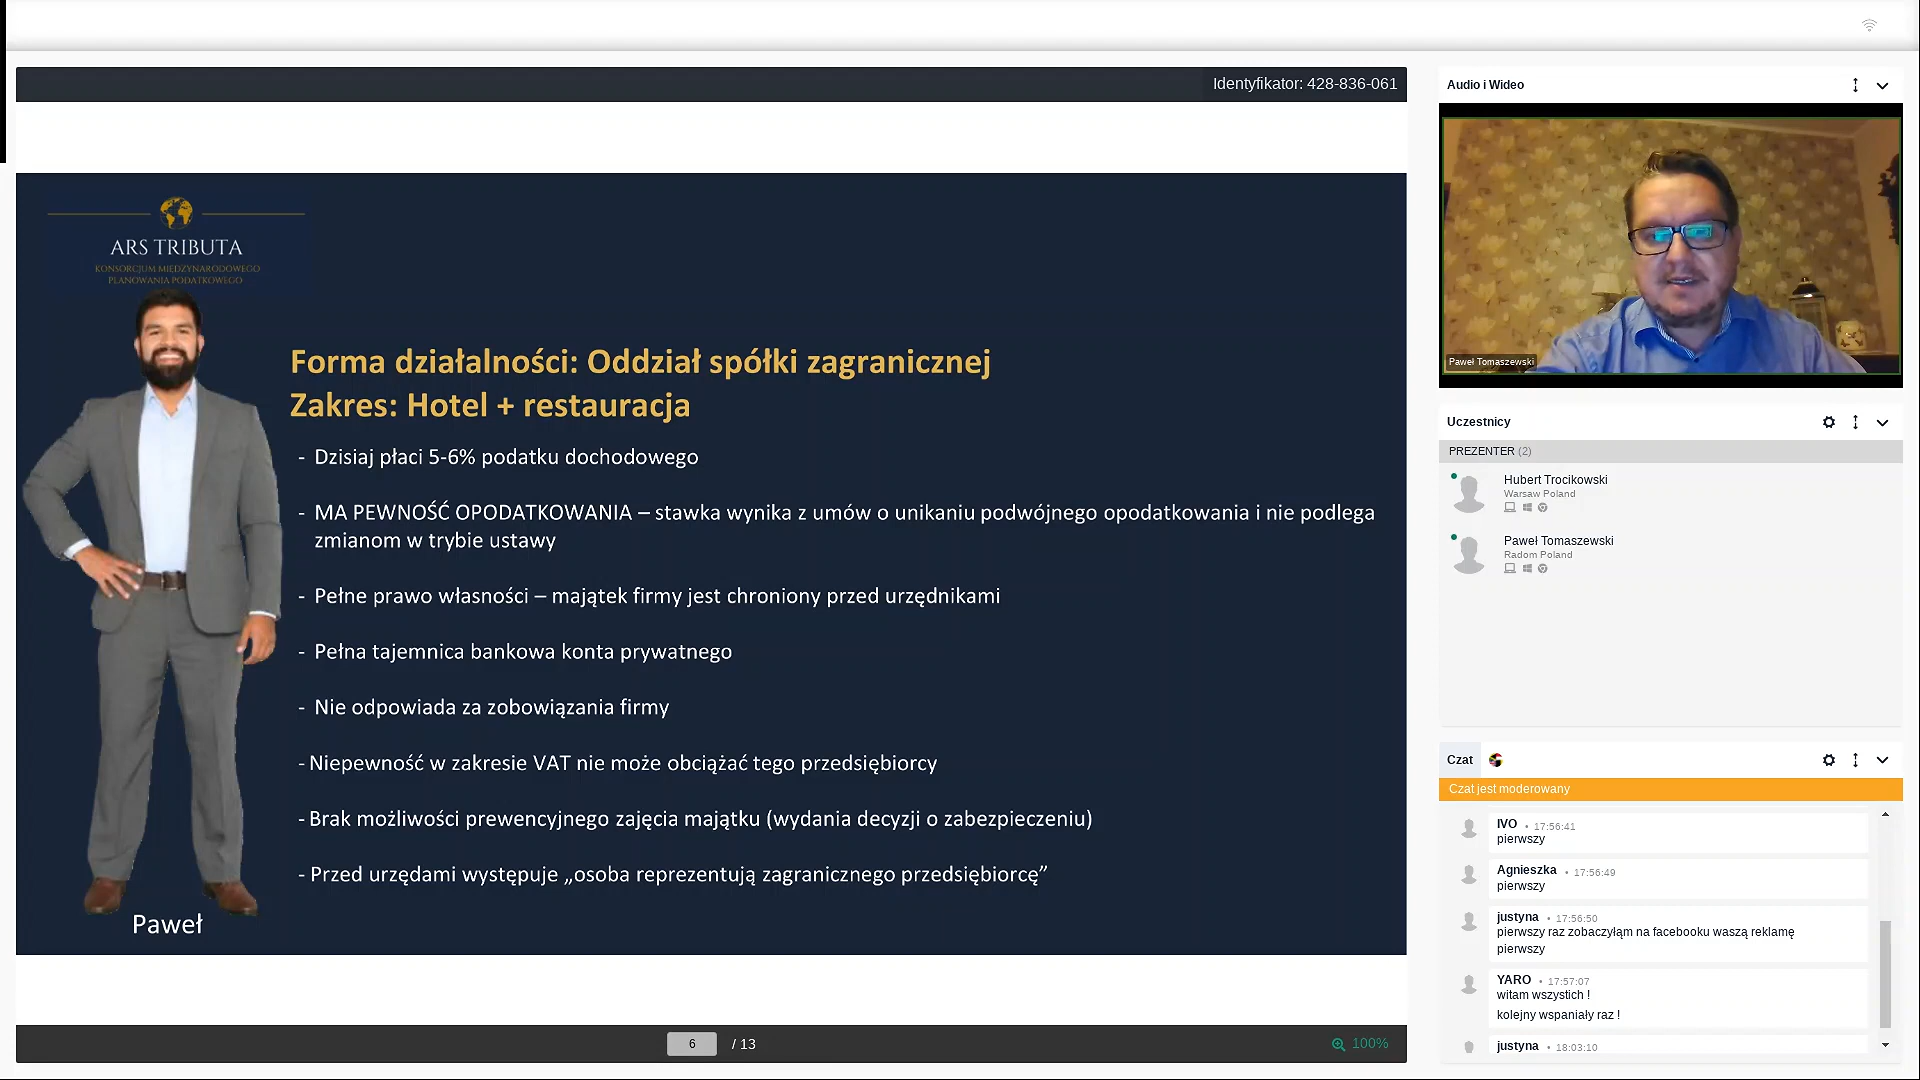 Identyfikator: 428-836-061
ARS TRIBUTA
KONSORCJUM MIĘDZYNARODOWEGO
PLANOWANIA PODATKOWEGO
Forma działalności: Oddział spółki zagranicznej
Zakres: Hotel + restauracja
- Dzisiaj płaci 5-6% podatku dochodowego
- MA PEWNOŚĆ OPODATKOWANIA – stawka wynika z umów o unikaniu podwójnego opodatkowania i nie podlega
zmianom w trybie ustawy
- Pełne prawo własności – majątek firmy jest chroniony przed urzędnikami
- Pełna tajemnica bankowa konta prywatnego
- Nie odpowiada za zobowiązania firmy
- Niepewność w zakresie VAT nie może obciążać tego przedsiębiorcy
- Brak możliwości prewencyjnego zajęcia majątku (wydania decyzji o zabezpieczeniu)
- Przed urzędami występuje „osoba reprezentują zagranicznego przedsiębiorcę”
Paweł
6 / 13
100%
Audio i Wideo
Paweł Tomaszewski
Uczestnicy
PREZENTER (2)
Hubert Trocikowski
Warsaw Poland
Paweł Tomaszewski
Radom Poland
Czat
Czat jest moderowany
IVO • 17:56:41
pierwszy
Agnieszka • 17:56:49
pierwszy
justyna • 17:56:50
pierwszy raz zobaczyłąm na facebooku waszą reklamę
pierwszy
YARO • 17:57:07
witam wszystich !
kolejny wspaniały raz !
justyna • 18:03:10